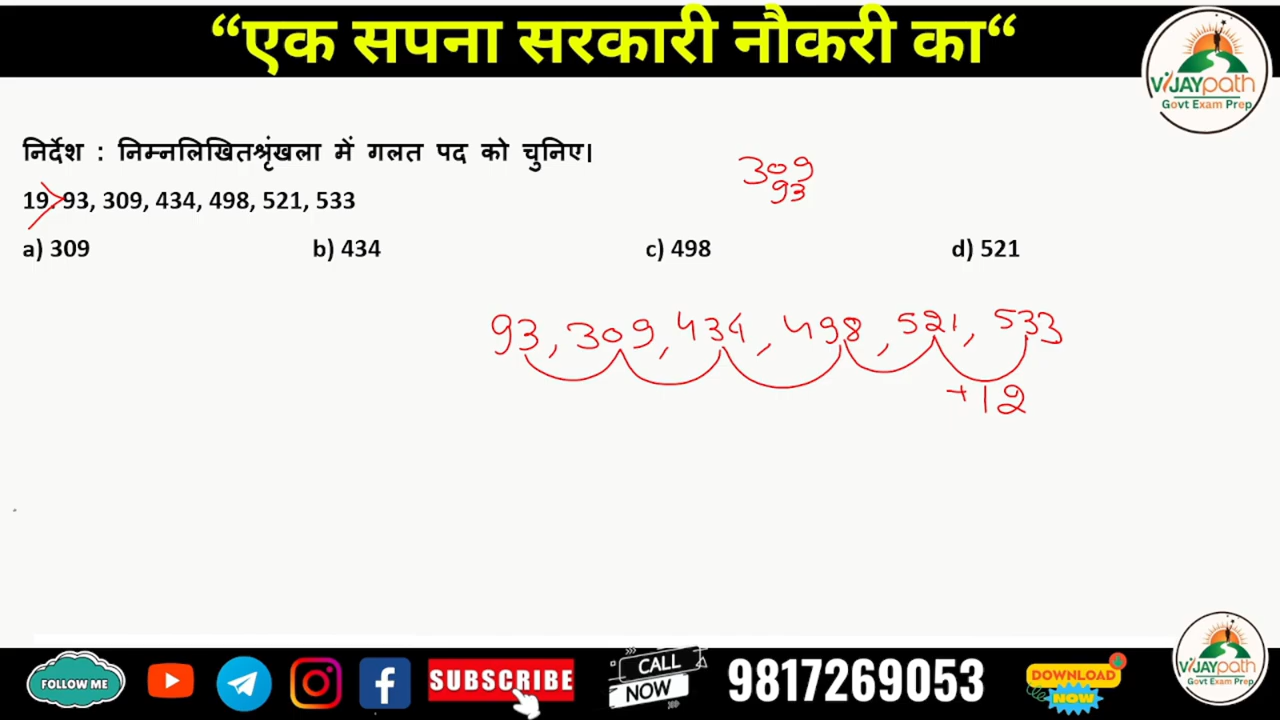 “एक सपना सरकारी नौकरी का“
VIJAYpath
Govt Exam Prep
निर्देश : निम्नलिखितश्रृंखला में गलत पद को चुनिए।
19. 93, 309, 434, 498, 521, 533
a) 309 b) 434 c) 498 d) 521
309
93
93, 309, 434, 498, 521, 533
+12
FOLLOW ME
SUBSCRIBE
CALL
NOW
9817269053
DOWNLOAD
NOW
VIJAYpath
Govt Exam Prep